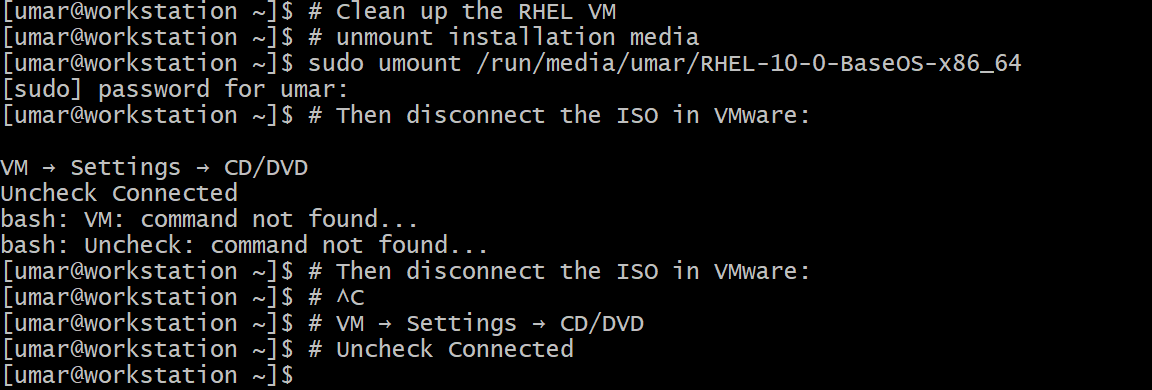 [umar@workstation ~]$ # Clean up the RHEL VM
[umar@workstation ~]$ # unmount installation media
[umar@workstation ~]$ sudo umount /run/media/umar/RHEL-10-0-BaseOS-x86_64
[sudo] password for umar:
[umar@workstation ~]$ # Then disconnect the ISO in VMware:
VM → Settings → CD/DVD
Uncheck Connected
bash: VM: command not found...
bash: Uncheck: command not found...
[umar@workstation ~]$ # Then disconnect the ISO in VMware:
[umar@workstation ~]$ # ^C
[umar@workstation ~]$ # VM → Settings → CD/DVD
[umar@workstation ~]$ # Uncheck Connected
[umar@workstation ~]$